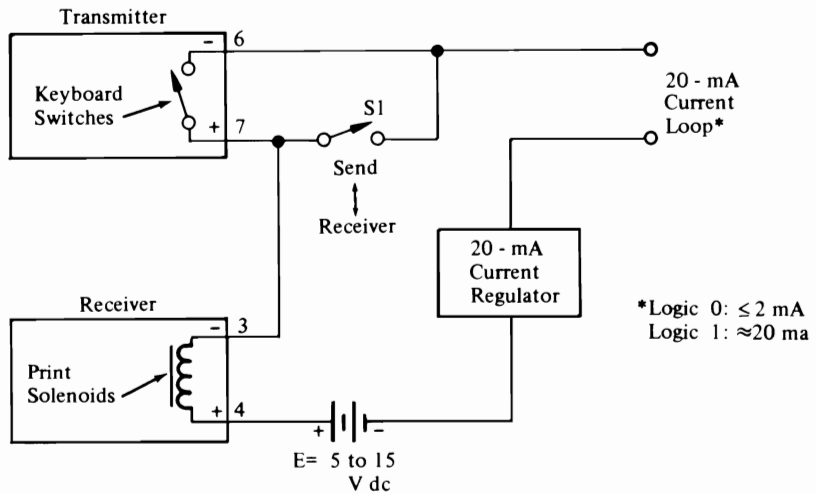 Transmitter
- 6
Keyboard
Switches
+ 7
S1
Send
Receiver
20 - mA
Current
Loop*
20 - mA
Current
Regulator
*Logic 0: ≤2 mA
Logic 1: ≈20 ma
Receiver
- 3
Print
Solenoids
+ 4
+ -
E= 5 to 15
V dc